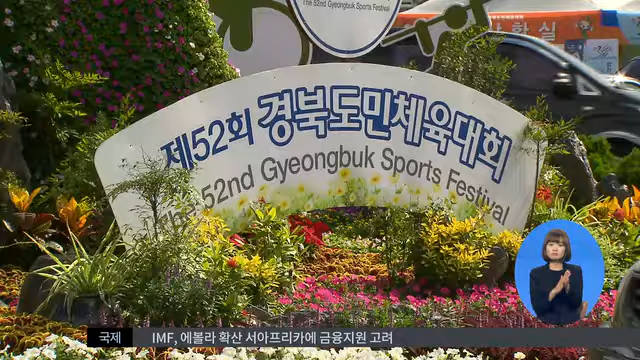 The 52nd Gyeongbuk Sports Festival
제52회 경북도민체육대회
The 52nd Gyeongbuk Sports Festival
국제 IMF, 에볼라 확산 서아프리카에 금융지원 고려